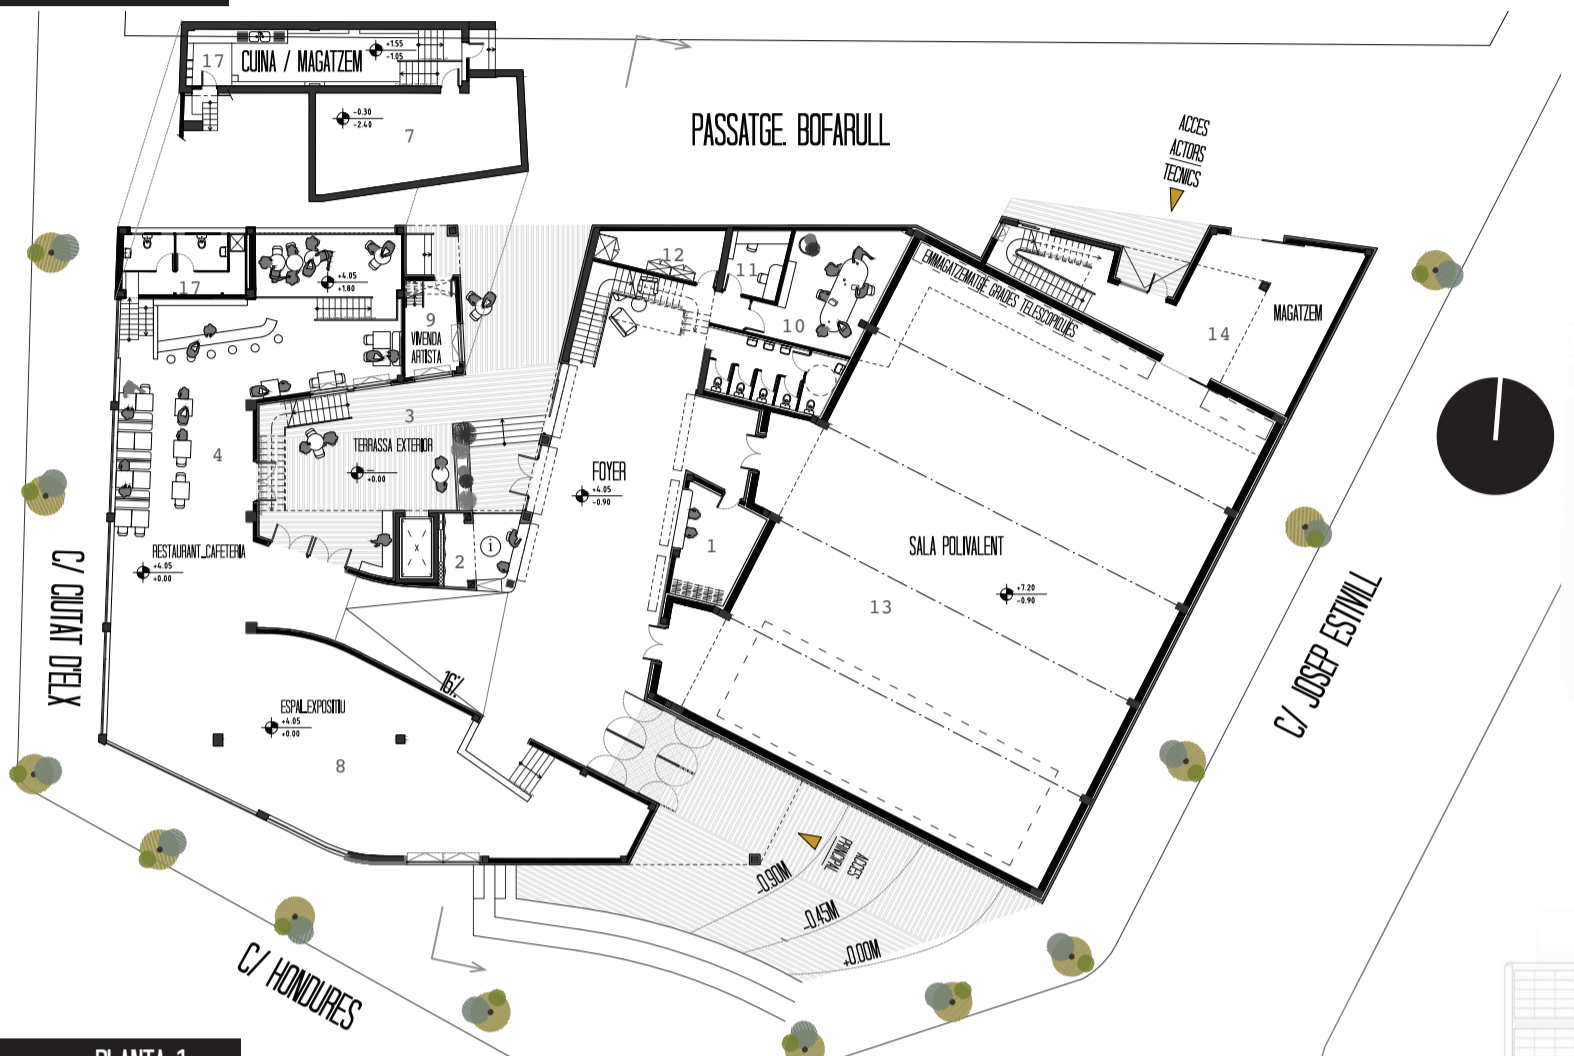 17
CUINA / MAGATZEM
+1.55
-1.05
-0.30
-2.40
7
PASSATGE. BOFARULL
ACCES
ACTORS
TECNICS
17
+4.05
+1.80
9
VIVENDA
ARTISTA
12
11
10
EMMAGATZEMATGE GRADES TELESCOPIQUES
14
MAGATZEM
3
TERRASSA EXTERIOR
+0.00
4
FOYER
+4.05
-0.90
RESTAURANT_CAFETERIA
+4.05
+0.00
2
i
X
1
SALA POLIVALENT
+7.20
-0.90
13
C/ CIUTAT D'ELX
C/ JOSEP ESTIVILL
16%
ESPAI_EXPOSITIU
+4.05
+0.00
8
ACCES
PRINCIPAL
-0.90M
-0.45M
+0.00M
C/ HONDURES
PLANTA 1